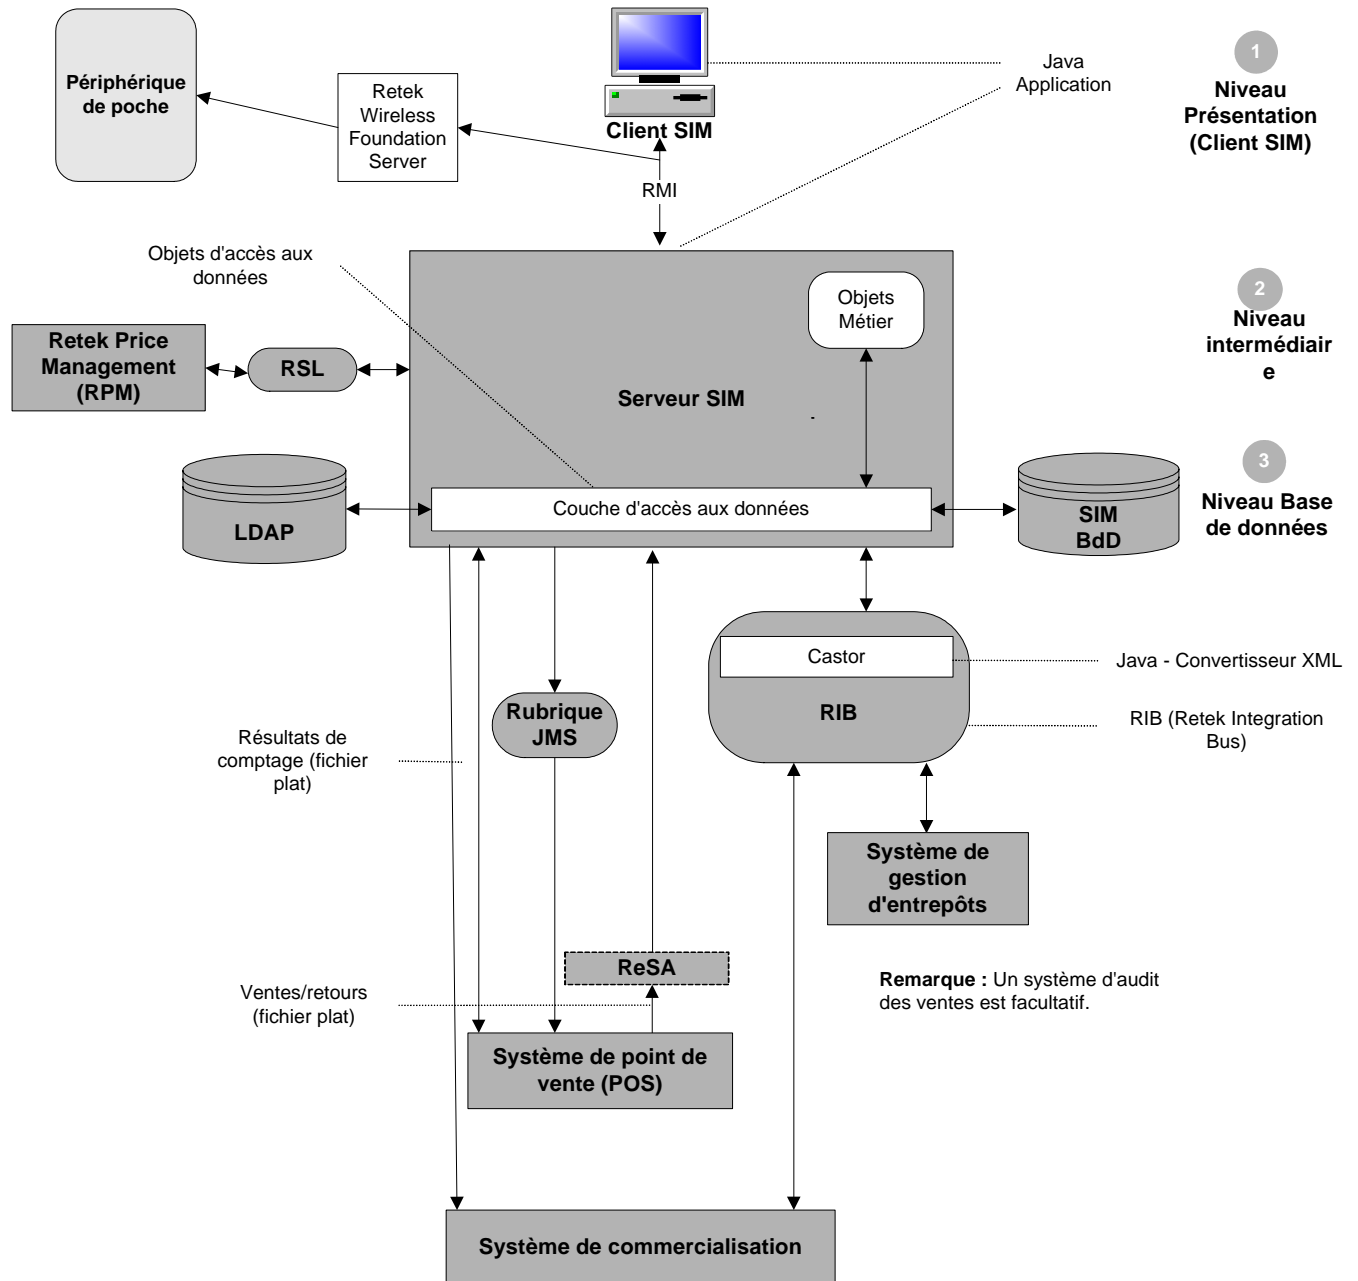 Périphérique
de poche
Retek
Wireless
Foundation
Server
Client SIM
Java
Application
1
Niveau
Présentation
(Client SIM)
RMI
Objets d'accès aux
données
Objets
Métier
2
Niveau
intermédiair
e
Retek Price
Management
(RPM)
RSL
Serveur SIM
-
3
Niveau Base
de données
LDAP
Couche d'accès aux données
SIM
BdD
Castor
Java - Convertisseur XML
RIB
RIB (Retek Integration
Bus)
Rubrique
JMS
Résultats de
comptage (fichier
plat)
Système de
gestion
d'entrepôts
ReSA
Remarque : Un système d'audit
des ventes est facultatif.
Ventes/retours
(fichier plat)
Système de point de
vente (POS)
Système de commercialisation